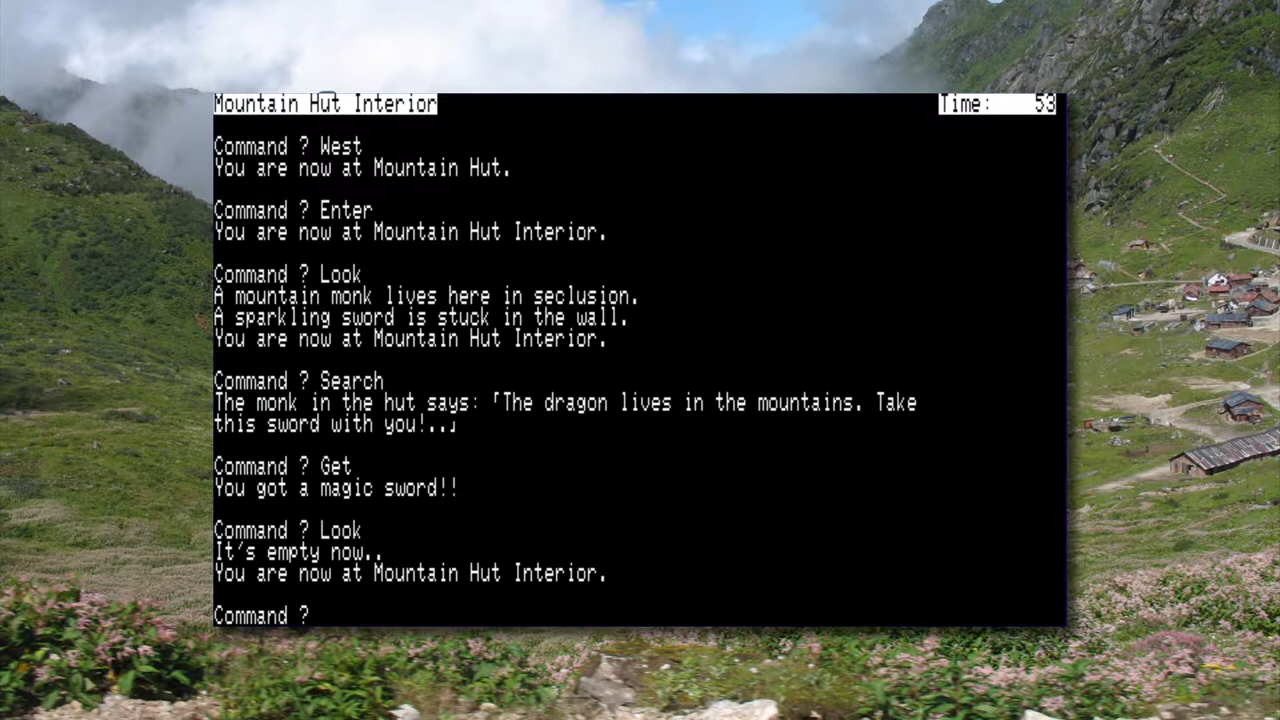 Mountain Hut Interior Time: 53
Command ? West
You are now at Mountain Hut.
Command ? Enter
You are now at Mountain Hut Interior.
Command ? Look
A mountain monk lives here in seclusion.
A sparkling sword is stuck in the wall.
You are now at Mountain Hut Interior.
Command ? Search
The monk in the hut says: ｢The dragon lives in the mountains. Take
this sword with you!..｣
Command ? Get
You got a magic sword!!
Command ? Look
It's empty now..
You are now at Mountain Hut Interior.
Command ?